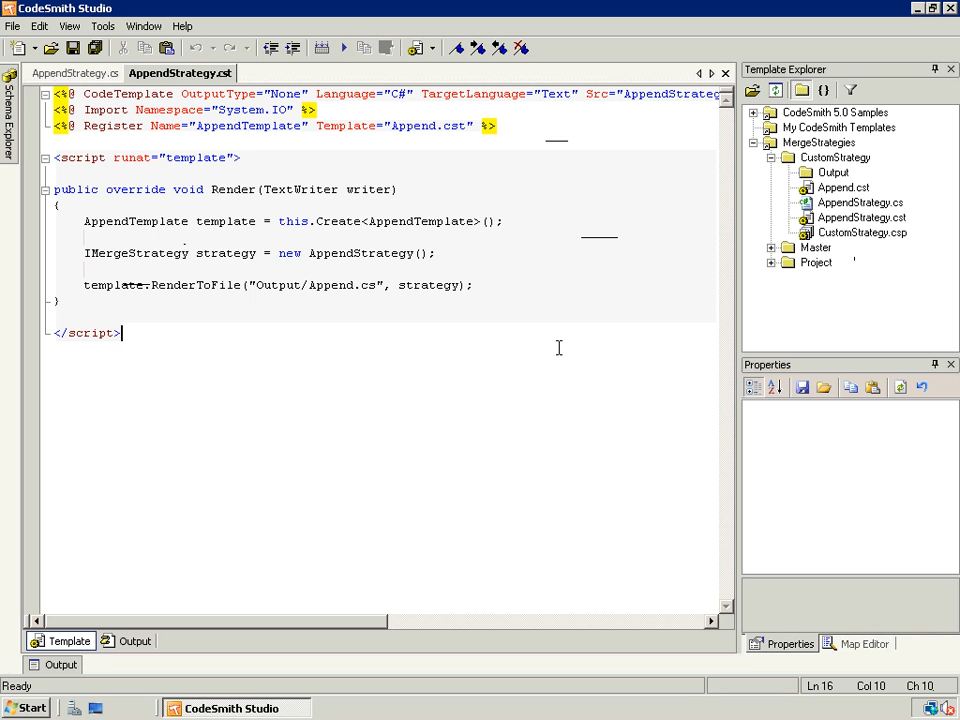 CodeSmith Studio
File Edit View Tools Window Help
AppendStrategy.cs AppendStrategy.cst
Schema Explorer
<%@ CodeTemplate OutputType="None" Language="C#" TargetLanguage="Text" Src="AppendStrateg
<%@ Import Namespace="System.IO" %>
<%@ Register Name="AppendTemplate" Template="Append.cst" %>
<script runat="template">
public override void Render(TextWriter writer)
{
AppendTemplate template = this.Create<AppendTemplate>();
IMergeStrategy strategy = new AppendStrategy();
template.RenderToFile("Output/Append.cs", strategy);
}
</script>
Template Output
Output
Template Explorer
CodeSmith 5.0 Samples
My CodeSmith Templates
MergeStrategies
CustomStrategy
Output
Append.cst
AppendStrategy.cs
AppendStrategy.cst
CustomStrategy.csp
Master
Project
Properties
Properties Map Editor
Ready Ln 16 Col 10 Ch 10
Start CodeSmith Studio